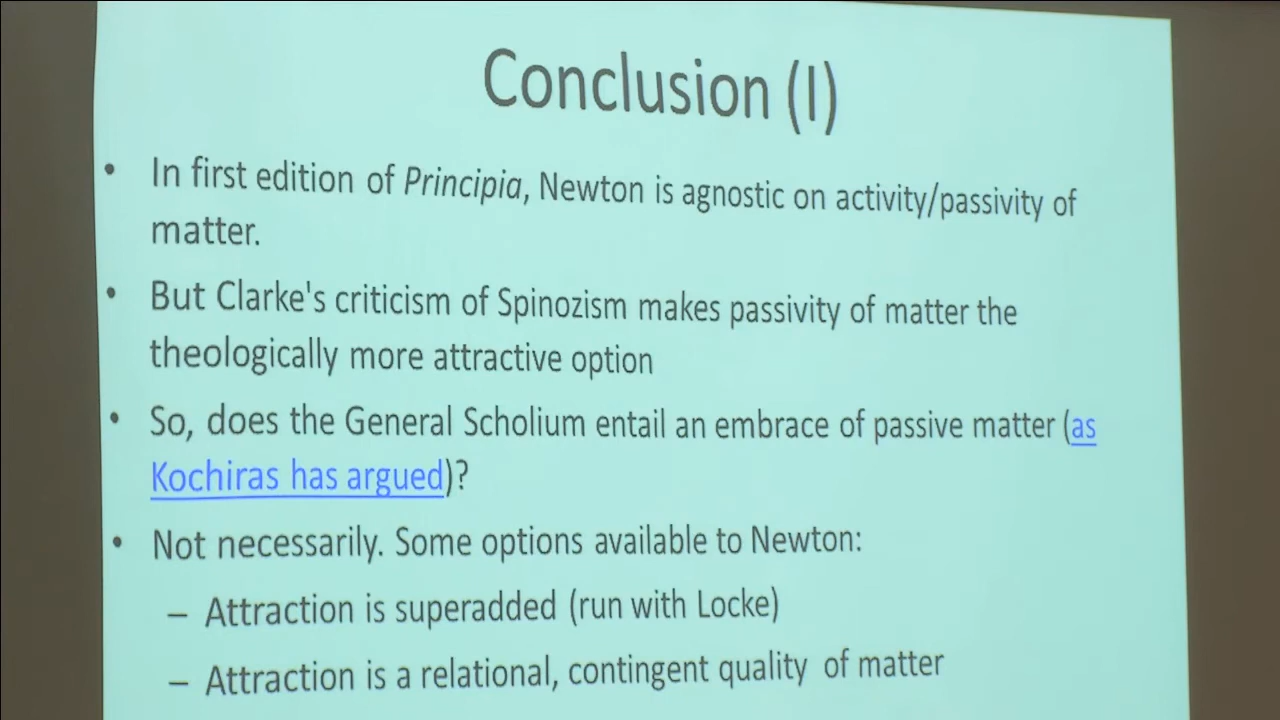 Conclusion (I)
• In first edition of Principia, Newton is agnostic on activity/passivity of
matter.
• But Clarke's criticism of Spinozism makes passivity of matter the
theologically more attractive option
• So, does the General Scholium entail an embrace of passive matter (as
Kochiras has argued)?
• Not necessarily. Some options available to Newton:
– Attraction is superadded (run with Locke)
– Attraction is a relational, contingent quality of matter